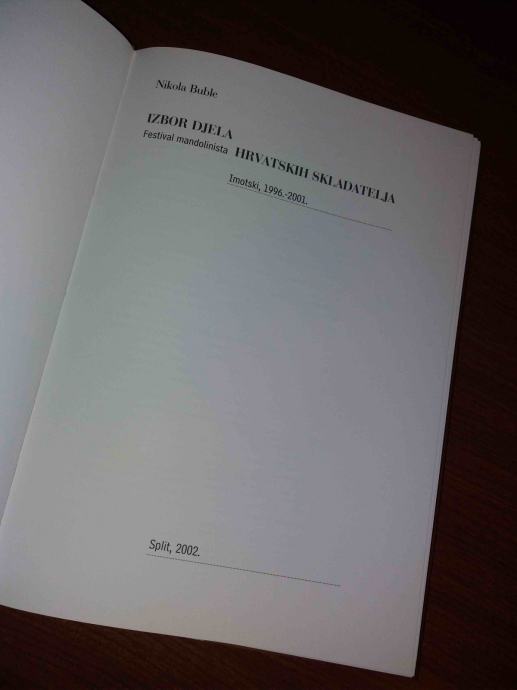 Nikola Buble
IZBOR DJELA
HRVATSKIH SKLADATELJA
Festival mandolinista
Imotski, 1996.-2001.
Split, 2002.